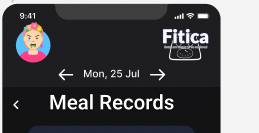 9:41
Fitica
Mon, 25 Jul
Meal Records